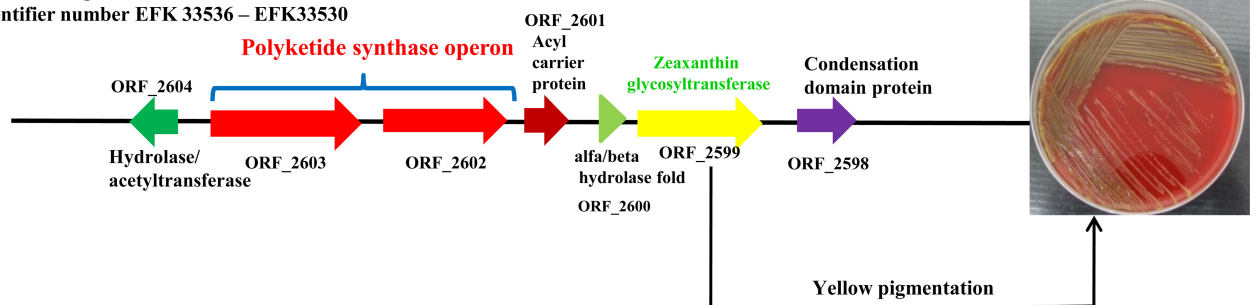 entifier number EFK 33536 – EFK33530
Polyketide synthase operon
ORF_2604
ORF_2601
Acyl
carrier
protein
Zeaxanthin
glycosyltransferase
Condensation
domain protein
Hydrolase/
acetyltransferase
ORF_2603
ORF_2602
alfa/beta
hydrolase fold
ORF_2600
ORF_2599
ORF_2598
Yellow pigmentation